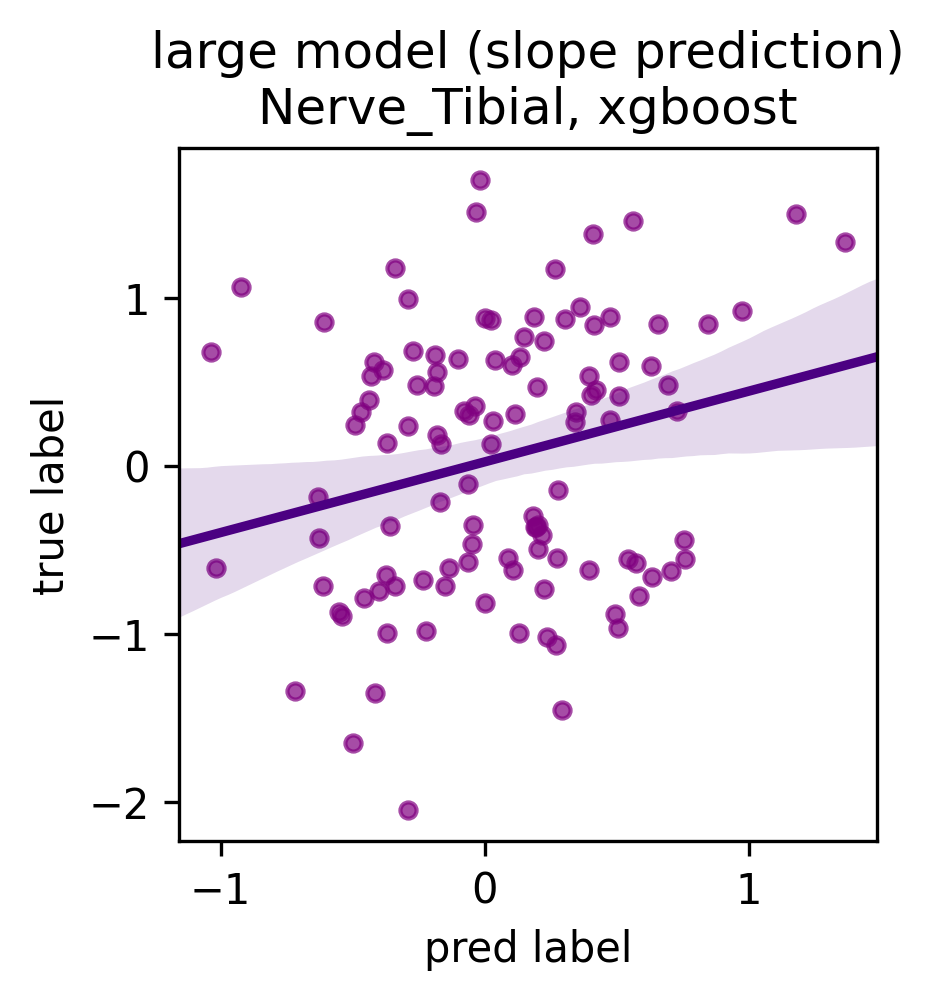 large model (slope prediction)
Nerve_Tibial, xgboost
1
0
−1
−2
true label
−1
0
1
pred label